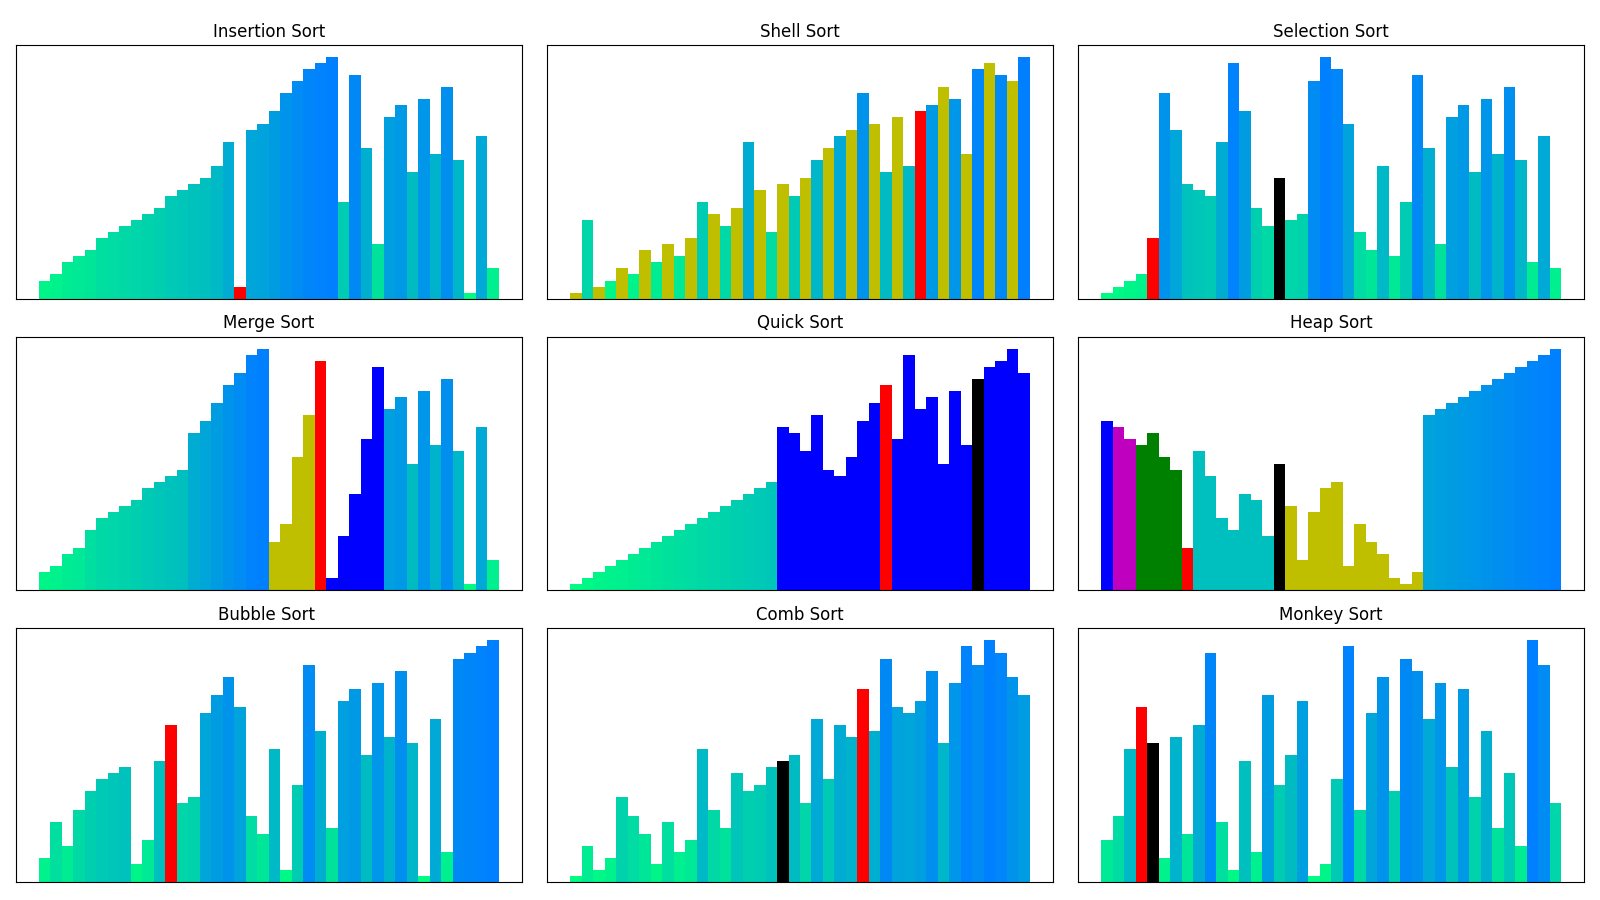 Insertion Sort
Shell Sort
Selection Sort
Merge Sort
Quick Sort
Heap Sort
Bubble Sort
Comb Sort
Monkey Sort